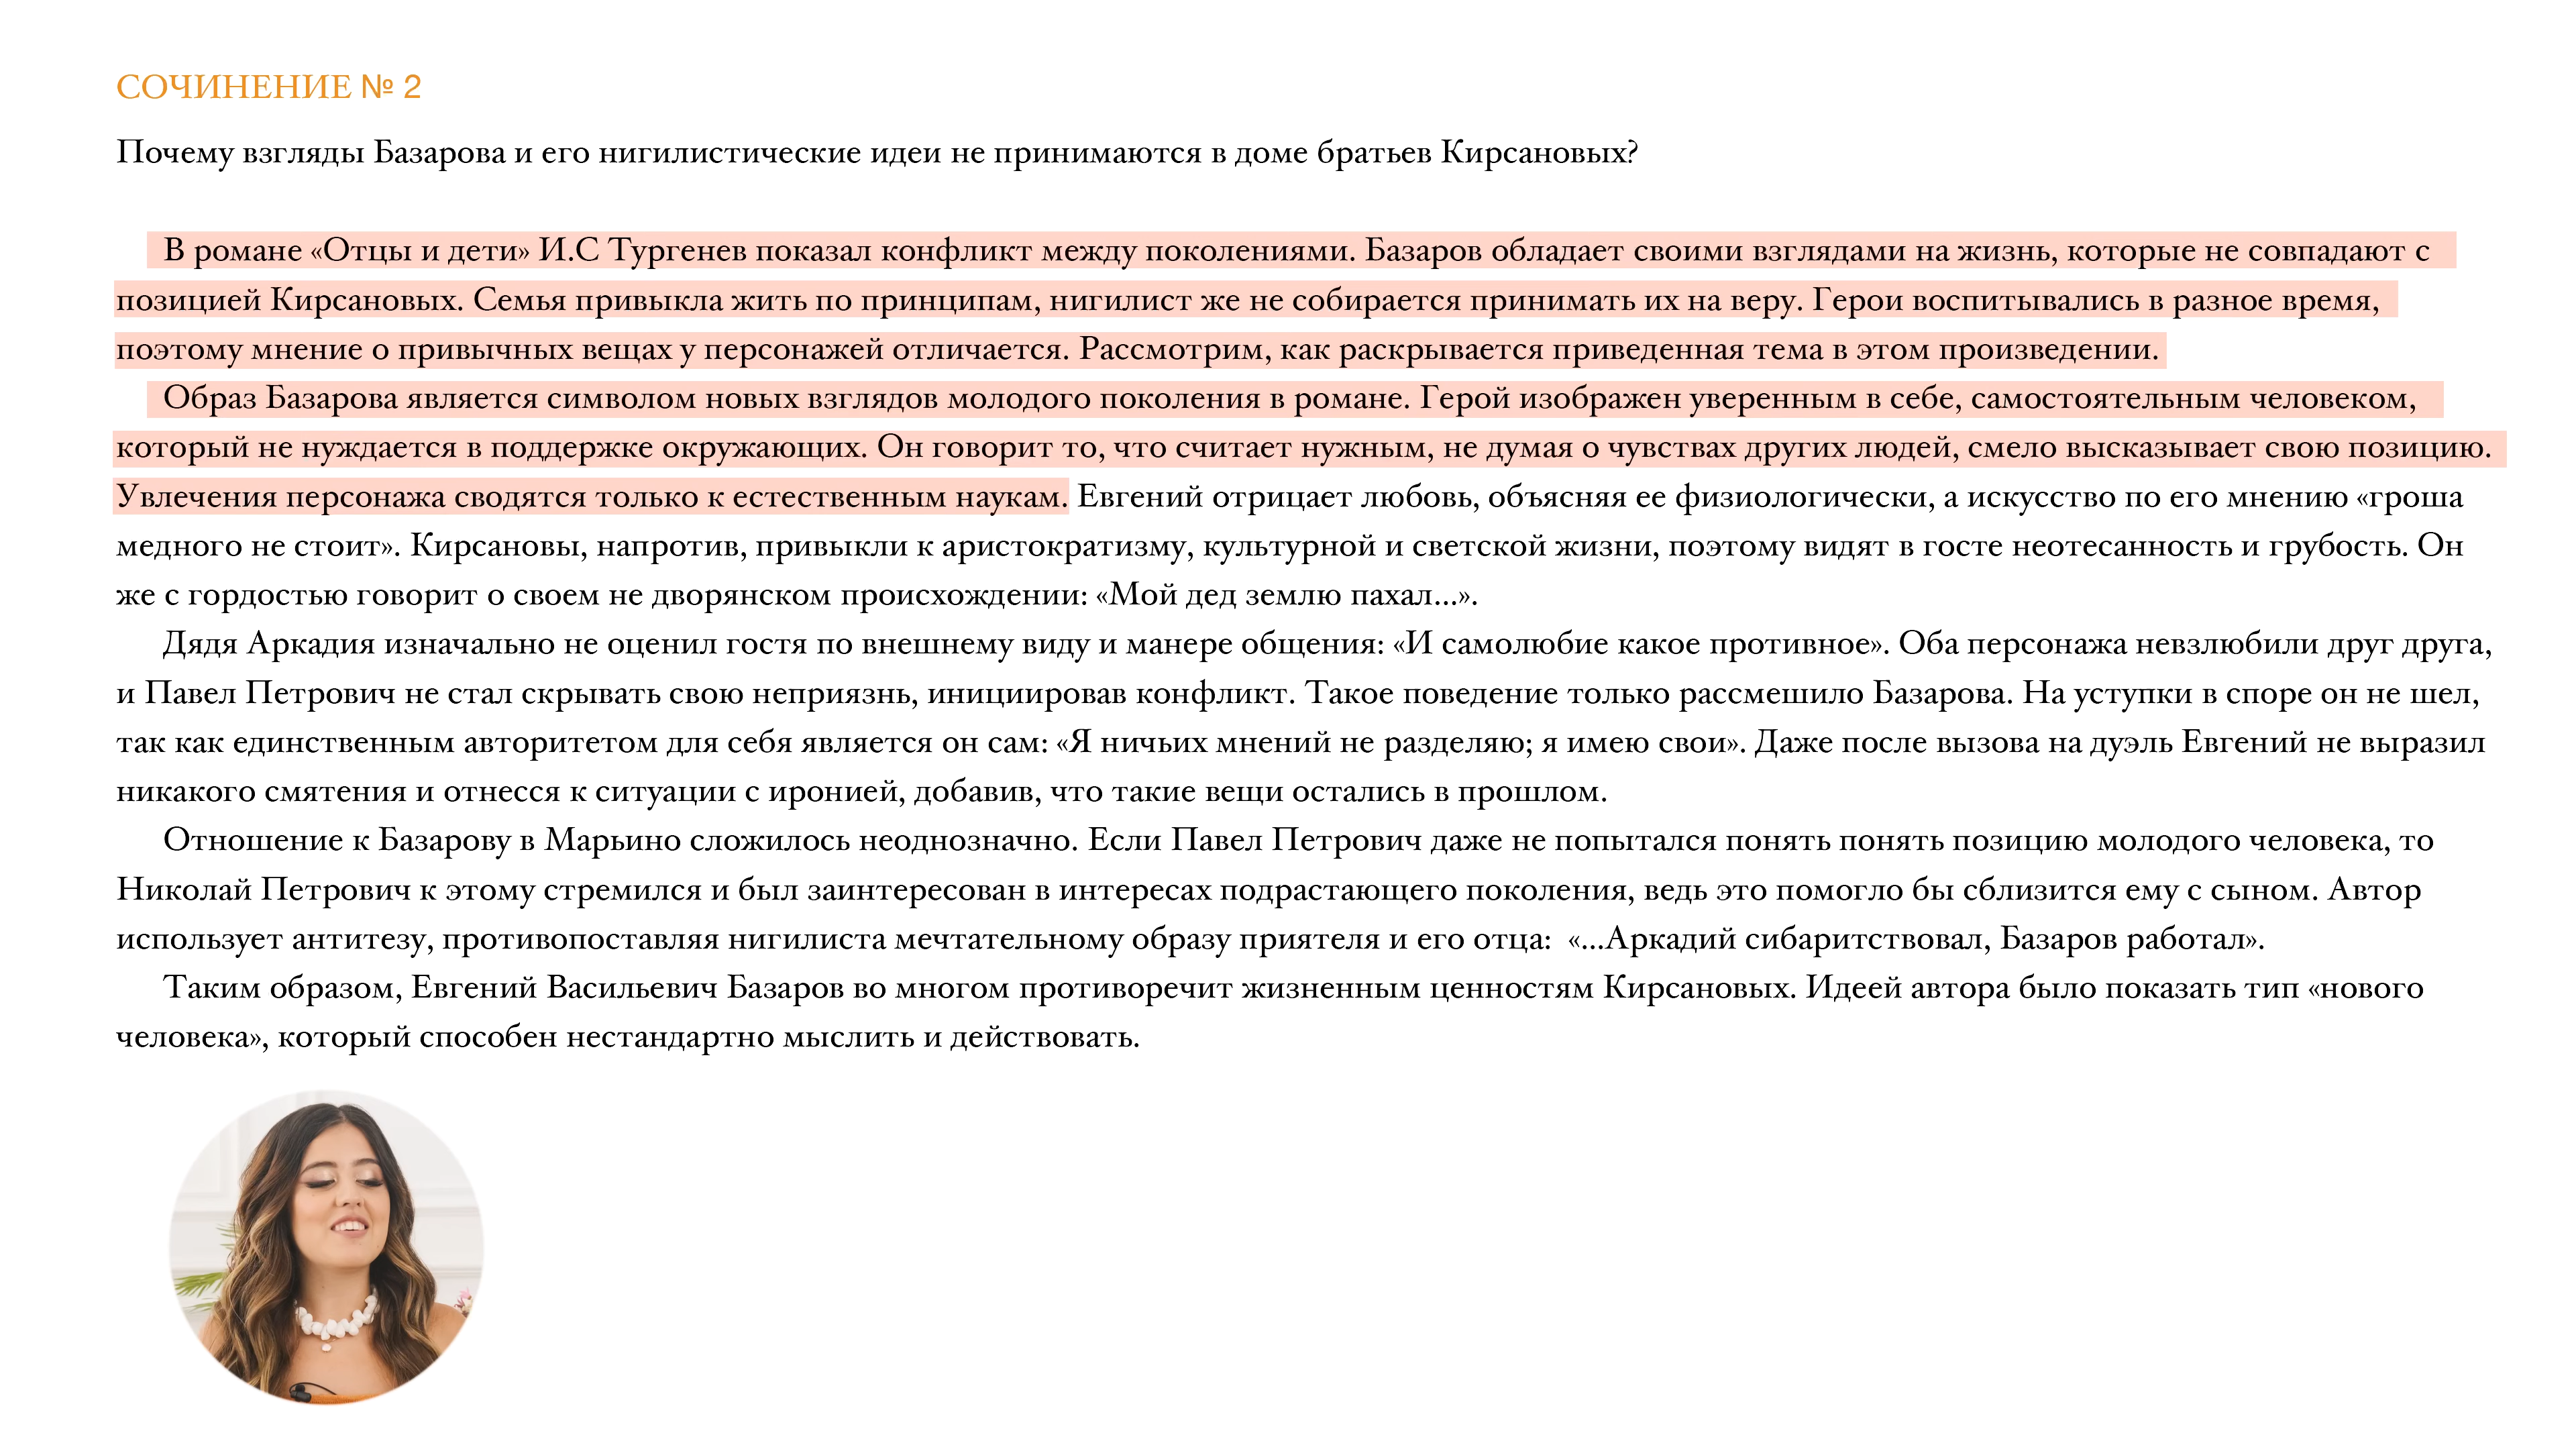 СОЧИНЕНИЕ № 2
Почему взгляды Базарова и его нигилистические идеи не принимаются в доме братьев Кирсановых?
В романе «Отцы и дети» И.С Тургенев показал конфликт между поколениями. Базаров обладает своими взглядами на жизнь, которые не совпадают с
позицией Кирсановых. Семья привыкла жить по принципам, нигилист же не собирается принимать их на веру. Герои воспитывались в разное время,
поэтому мнение о привычных вещах у персонажей отличается. Рассмотрим, как раскрывается приведенная тема в этом произведении.
Образ Базарова является символом новых взглядов молодого поколения в романе. Герой изображен уверенным в себе, самостоятельным человеком,
который не нуждается в поддержке окружающих. Он говорит то, что считает нужным, не думая о чувствах других людей, смело высказывает свою позицию.
Увлечения персонажа сводятся только к естественным наукам. Евгений отрицает любовь, объясняя ее физиологически, а искусство по его мнению «гроша
медного не стоит». Кирсановы, напротив, привыкли к аристократизму, культурной и светской жизни, поэтому видят в госте неотесанность и грубость. Он
же с гордостью говорит о своем не дворянском происхождении: «Мой дед землю пахал...».
Дядя Аркадия изначально не оценил гостя по внешнему виду и манере общения: «И самолюбие какое противное». Оба персонажа невзлюбили друг друга,
и Павел Петрович не стал скрывать свою неприязнь, инициировав конфликт. Такое поведение только рассмешило Базарова. На уступки в споре он не шел,
так как единственным авторитетом для себя является он сам: «Я ничьих мнений не разделяю; я имею свои». Даже после вызова на дуэль Евгений не выразил
никакого смятения и отнесся к ситуации с иронией, добавив, что такие вещи остались в прошлом.
Отношение к Базарову в Марьино сложилось неоднозначно. Если Павел Петрович даже не попытался понять понять позицию молодого человека, то
Николай Петрович к этому стремился и был заинтересован в интересах подрастающего поколения, ведь это помогло бы сблизится ему с сыном. Автор
использует антитезу, противопоставляя нигилиста мечтательному образу приятеля и его отца: «...Аркадий сибаритствовал, Базаров работал».
Таким образом, Евгений Васильевич Базаров во многом противоречит жизненным ценностям Кирсановых. Идеей автора было показать тип «нового
человека», который способен нестандартно мыслить и действовать.